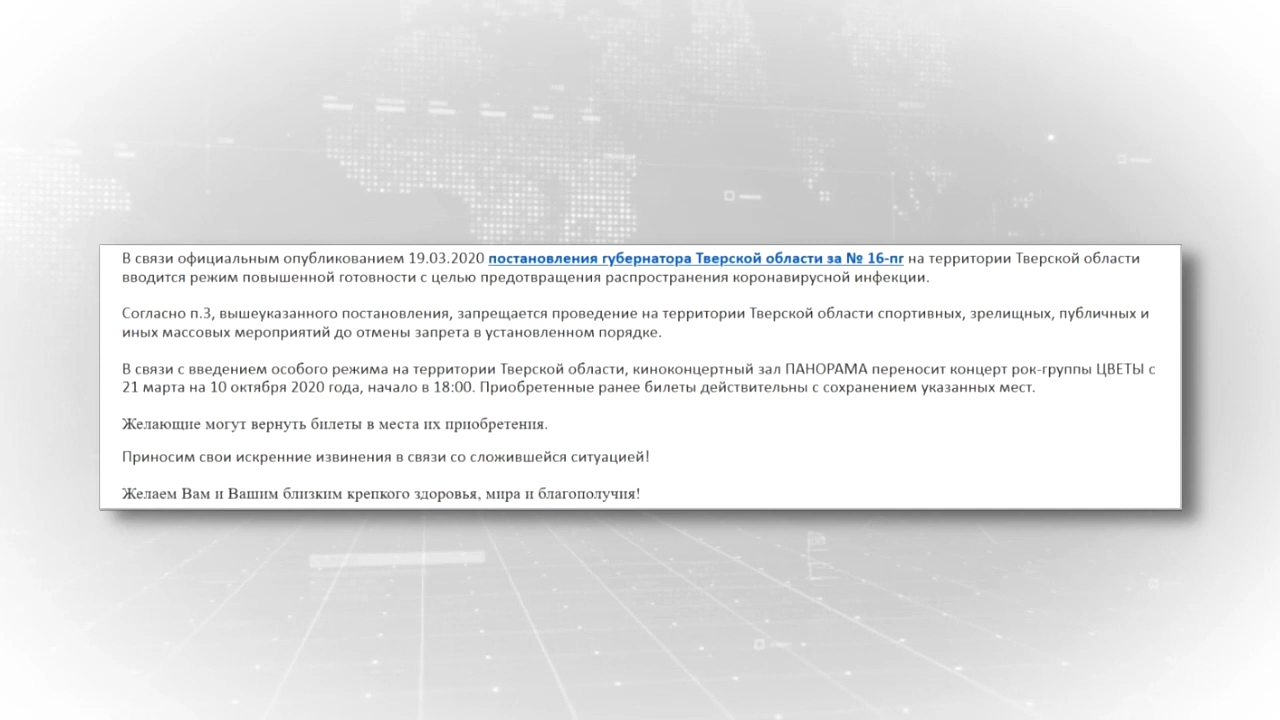 В связи официальным опубликованием 19.03.2020 постановления губернатора Тверской области за № 16-пг на территории Тверской области
вводится режим повышенной готовности с целью предотвращения распространения коронавирусной инфекции.
Согласно п.3, вышеуказанного постановления, запрещается проведение на территории Тверской области спортивных, зрелищных, публичных и
иных массовых мероприятий до отмены запрета в установленном порядке.
В связи с введением особого режима на территории Тверской области, киноконцертный зал ПАНОРАМА переносит концерт рок-группы ЦВЕТЫ с
21 марта на 10 октября 2020 года, начало в 18:00. Приобретенные ранее билеты действительны с сохранением указанных мест.
Желающие могут вернуть билеты в места их приобретения.
Приносим свои искренние извинения в связи со сложившейся ситуацией!
Желаем Вам и Вашим близким крепкого здоровья, мира и благополучия!